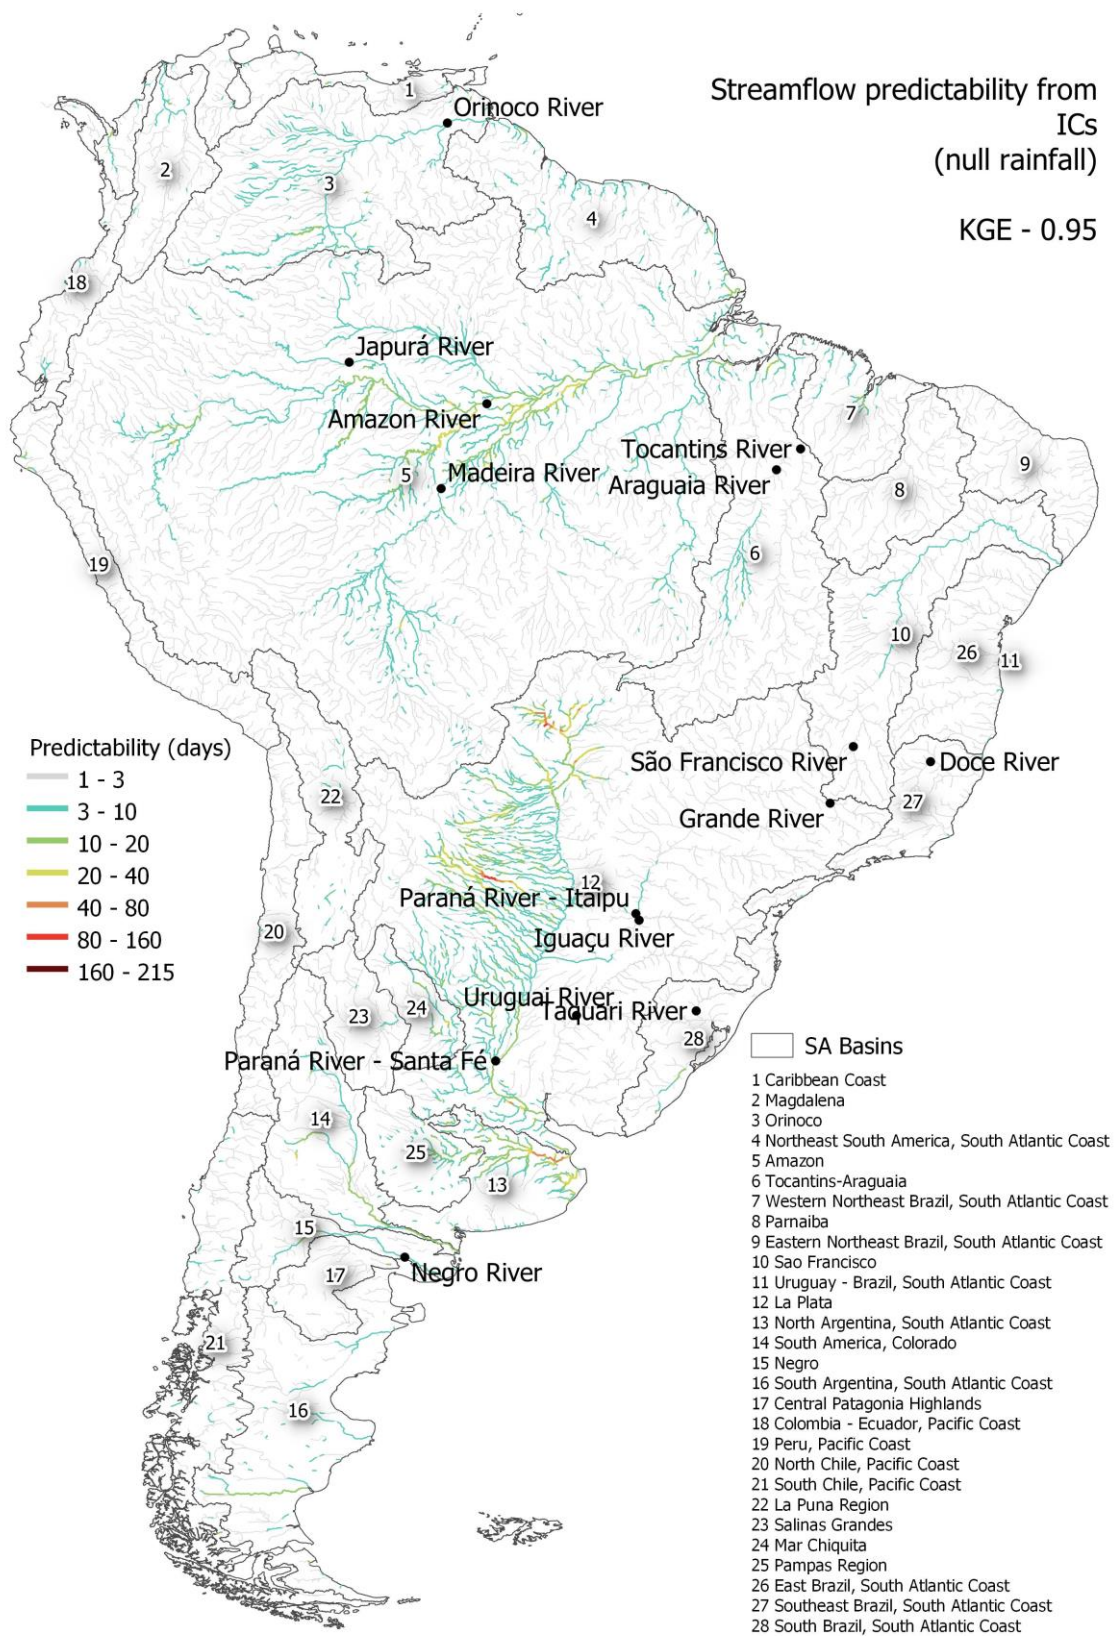 Streamflow predictability from
ICs
(null rainfall)
KGE - 0.95
1
Orinoco River
2
3
4
18
Japurá River
Amazon River
7
Tocantins River
9
Madeira River
5
Araguaia River
8
6
19
10
26
11
Predictability (days)
1 - 3
3 - 10
10 - 20
20 - 40
40 - 80
80 - 160
160 - 215
São Francisco River
Doce River
22
27
Grande River
12
Paraná River - Itaipu
20
Iguaçu River
Uruguai River
24
Taquari River
23
28
Paraná River - Santa Fé
14
25
13
15
17
Negro River
21
16
SA Basins
1 Caribbean Coast
2 Magdalena
3 Orinoco
4 Northeast South America, South Atlantic Coast
5 Amazon
6 Tocantins-Araguaia
7 Western Northeast Brazil, South Atlantic Coast
8 Parnaiba
9 Eastern Northeast Brazil, South Atlantic Coast
10 Sao Francisco
11 Uruguay - Brazil, South Atlantic Coast
12 La Plata
13 North Argentina, South Atlantic Coast
14 South America, Colorado
15 Negro
16 South Argentina, South Atlantic Coast
17 Central Patagonia Highlands
18 Colombia - Ecuador, Pacific Coast
19 Peru, Pacific Coast
20 North Chile, Pacific Coast
21 South Chile, Pacific Coast
22 La Puna Region
23 Salinas Grandes
24 Mar Chiquita
25 Pampas Region
26 East Brazil, South Atlantic Coast
27 Southeast Brazil, South Atlantic Coast
28 South Brazil, South Atlantic Coast